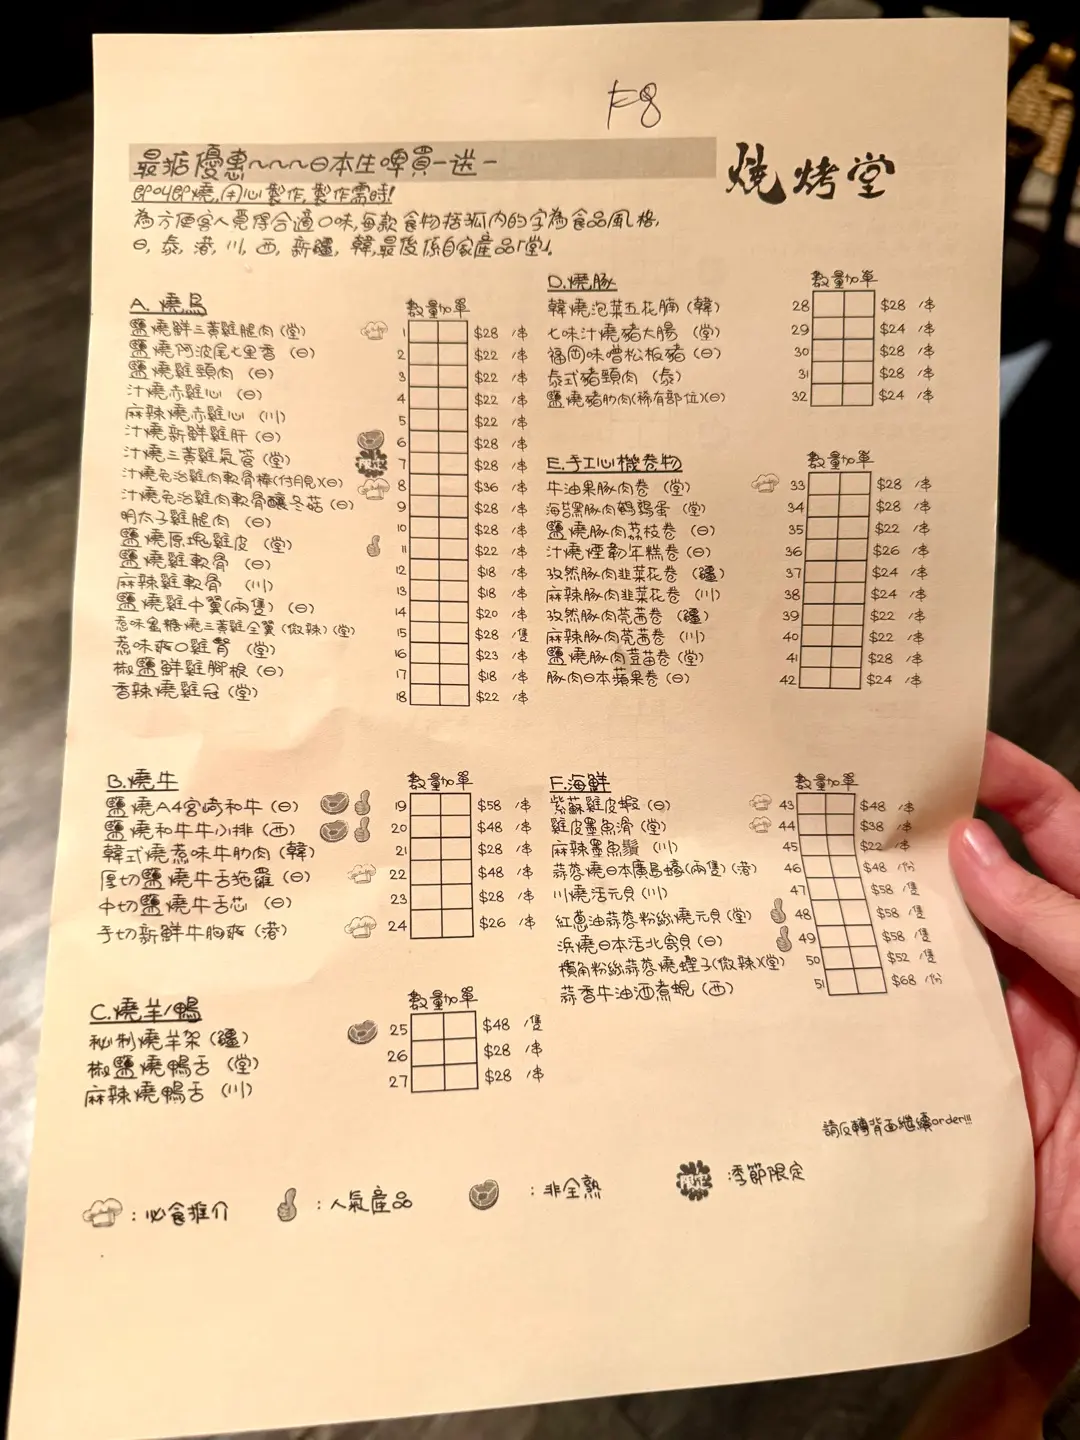 F8
最抵優惠~~~日本生啤買一送一
燒烤堂
即叫即燒,用心製作,製作需時!
為方便客人覓得合適口味,每款食物括弧內的字為食品風格,
日, 泰, 港, 川, 西, 新疆, 韓,最後係自家產品「堂」。
A. 燒鳥 數量加單
鹽燒鮮三黃雞腿肉(堂) 1 $28 /串
鹽燒阿波尾七里香 (日) 2 $22 /串
鹽燒雞頸肉 (日) 3 $22 /串
汁燒赤雞心 (日) 4 $22 /串
麻辣燒赤雞心 (川) 5 $22 /串
汁燒新鮮雞肝 (日) 6 $28 /串
汁燒三黃雞氣管 (堂) 限定 7 $28 /串
汁燒免治雞肉軟骨棒(付腍)(日) 8 $36 /串
汁燒免治雞肉軟骨釀冬菇 (日) 9 $28 /串
明太子雞腿肉 (日) 10 $28 /串
鹽燒原塊雞皮 (堂) 11 $22 /串
鹽燒雞軟骨 (日) 12 $18 /串
麻辣雞軟骨 (川) 13 $18 /串
鹽燒雞中翼(兩隻) (日) 14 $20 /串
惹味蜜糖燒三黃雞全翼 (微辣) (堂) 15 $28 /隻
惹味爽口雞腎 (堂) 16 $23 /串
椒鹽鮮雞腳根 (日) 17 $18 /串
香辣燒雞冠 (堂) 18 $22 /串
B.燒牛 數量加單
鹽燒A4宮崎和牛 (日) 19 $58 /串
鹽燒和牛牛小排 (西) 20 $48 /串
韓式燒惹味牛肋肉 (韓) 21 $28 /串
厚切鹽燒牛舌拖羅 (日) 22 $48 /串
中切鹽燒牛舌芯 (日) 23 $28 /串
手切新鮮牛胸爽 (港) 24 $26 /串
C.燒羊/鴨 數量加單
秘制燒羊架 (疆) 25 $48 /隻
椒鹽燒鴨舌 (堂) 26 $28 /串
麻辣燒鴨舌 (川) 27 $28 /串
D.燒豚 數量加單
韓燒泡菜五花腩 (韓) 28 $28 /串
七味汁燒豬大腸 (堂) 29 $24 /串
福岡味噌松板豬 (日) 30 $28 /串
泰式豬頸肉 (泰) 31 $28 /串
鹽燒豬肋肉(稀有部位)(日) 32 $24 /串
E.手工心機卷物 數量加單
牛油果豚肉卷 (堂) 33 $28 /串
海苔黑豚肉鵪鶉蛋 (堂) 34 $28 /串
鹽燒豚肉荔枝卷 (日) 35 $22 /串
汁燒煙韌年糕卷 (日) 36 $26 /串
孜然豚肉韭菜花卷 (疆) 37 $24 /串
麻辣豚肉韭菜花卷 (川) 38 $24 /串
孜然豚肉芫茜卷 (疆) 39 $22 /串
麻辣豚肉芫茜卷 (川) 40 $22 /串
鹽燒豚肉荳苗卷 (堂) 41 $28 /串
豚肉日本蘋果卷 (日) 42 $24 /串
F.海鮮 數量加單
紫蘇雞皮蝦 (日) 43 $48 /串
雞皮墨魚滑 (堂) 44 $38 /串
麻辣墨魚鬚 (川) 45 $22 /串
蒜蓉燒日本廣島蠔(兩隻) (港) 46 $48 /份
川燒活元貝 (川) 47 $58 /隻
紅蔥油蒜蓉粉絲燒元貝 (堂) 48 $58 /隻
浜燒日本活北寄貝 (日) 49 $58 /隻
欖角粉絲蒜蓉燒蟶子(微辣)(堂) 50 $52 /隻
蒜香牛油酒煮蜆 (西) 51 $68 /份
請反轉背面繼續order!!!
:必食推介
:人氣產品
:非全熟
限定 :季節限定